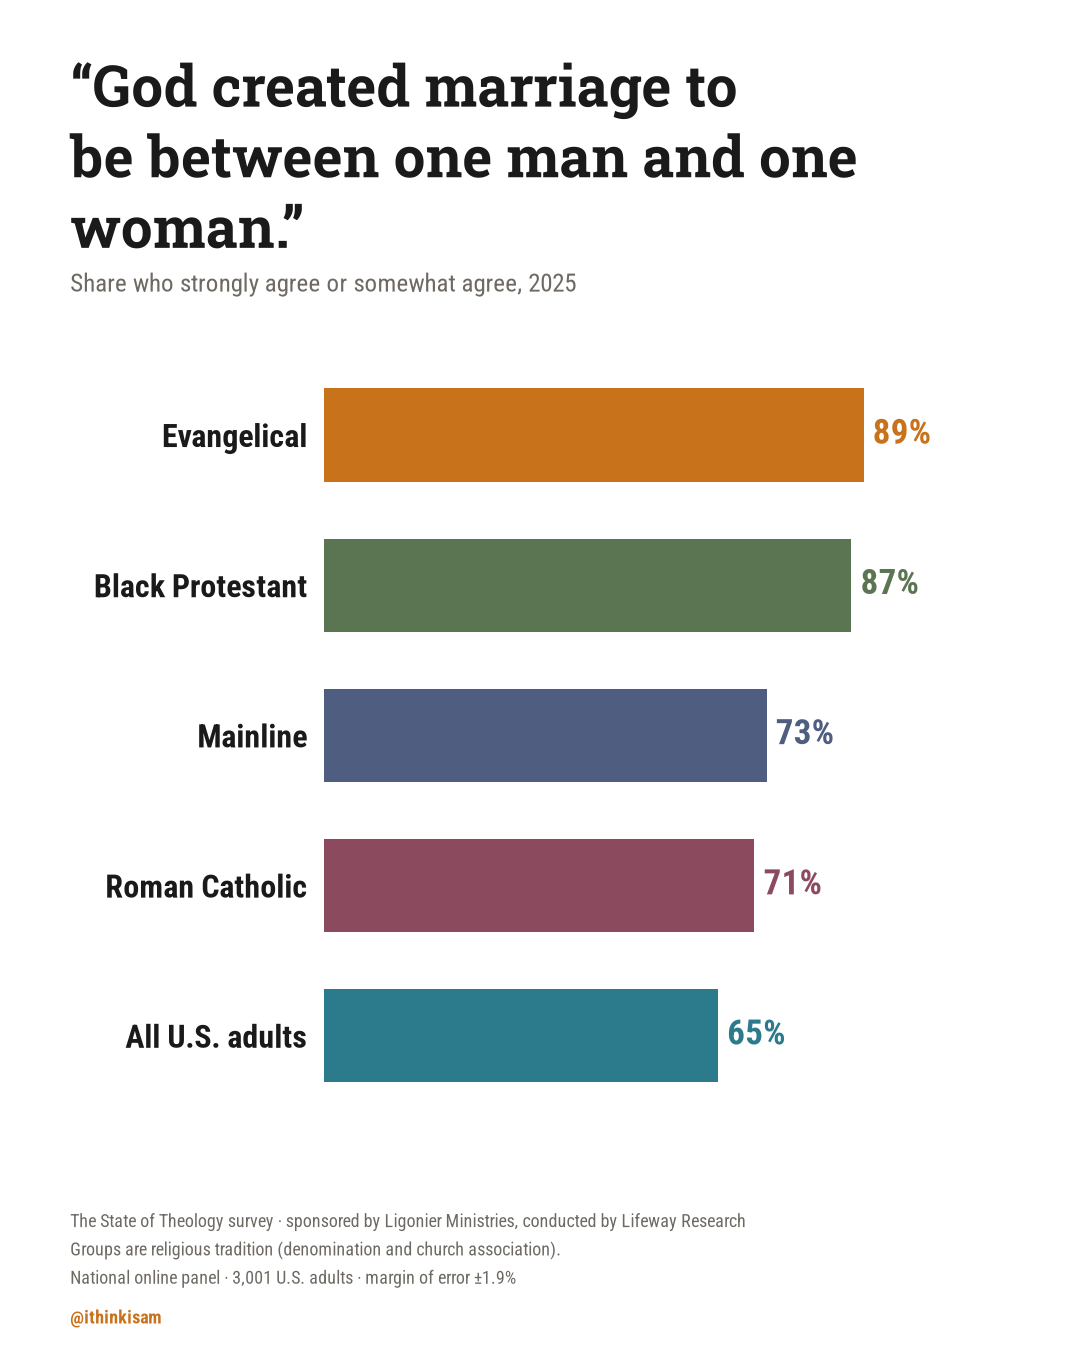 “God created marriage to
be between one man and one
woman.”
Share who strongly agree or somewhat agree, 2025
Evangelical 89%
Black Protestant 87%
Mainline 73%
Roman Catholic 71%
All U.S. adults 65%
The State of Theology survey · sponsored by Ligonier Ministries, conducted by Lifeway Research
Groups are religious tradition (denomination and church association).
National online panel · 3,001 U.S. adults · margin of error ±1.9%
@ithinkisam